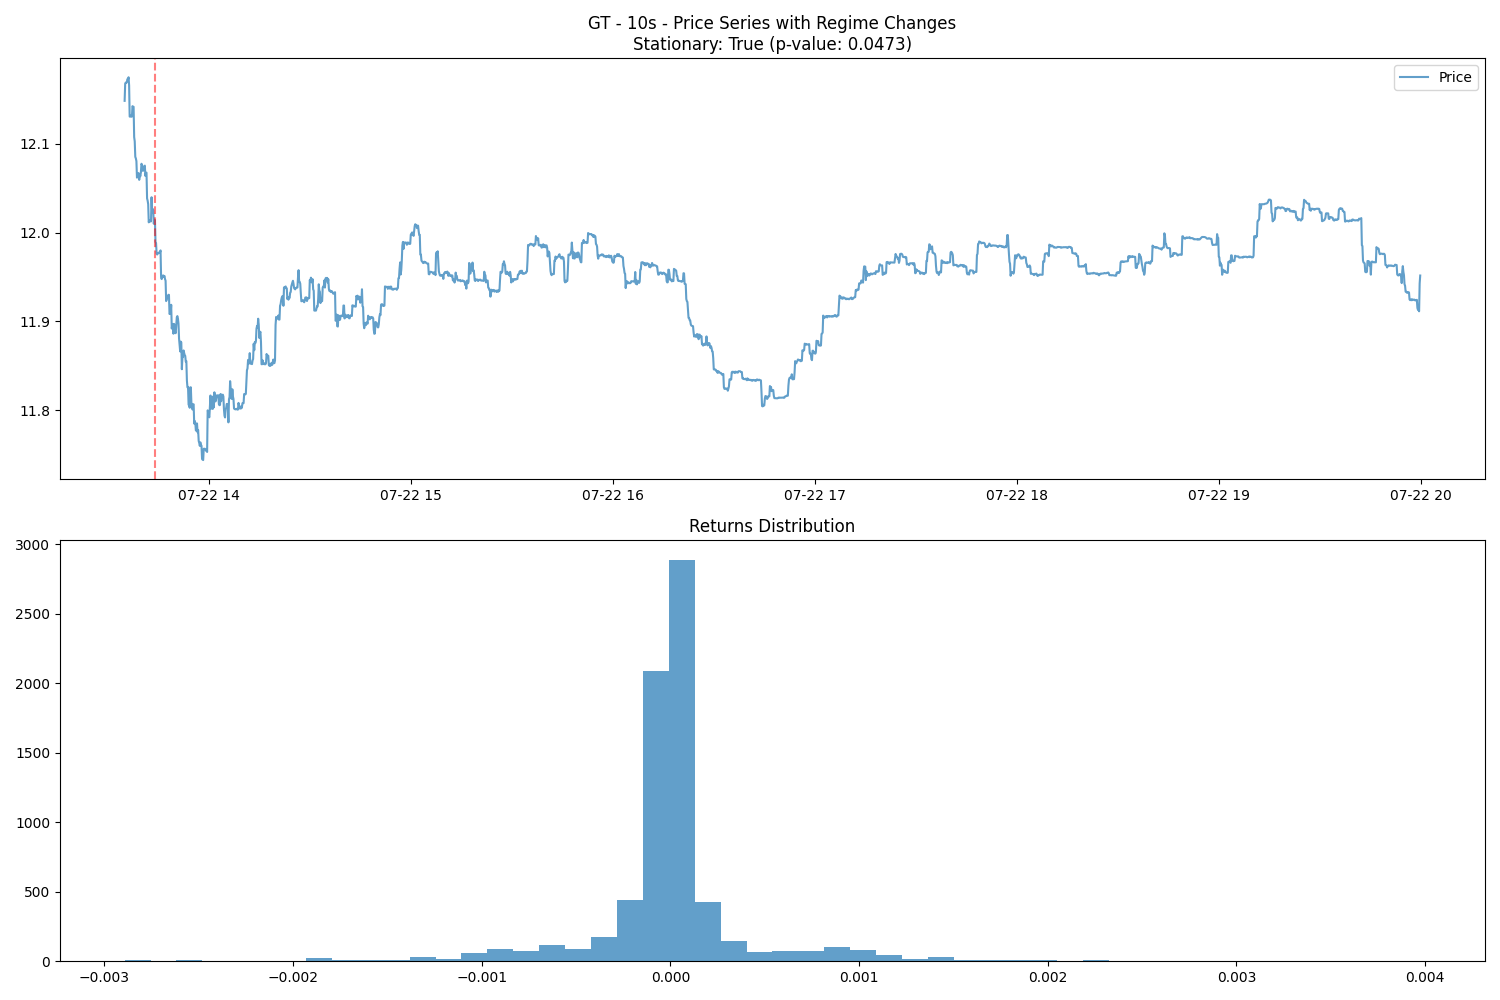 GT - 10s - Price Series with Regime Changes
Stationary: True (p-value: 0.0473)
Price
12.1
12.0
11.9
11.8
07-22 14 07-22 15 07-22 16 07-22 17 07-22 18 07-22 19 07-22 20
Returns Distribution
3000
2500
2000
1500
1000
500
0
−0.003 −0.002 −0.001 0.000 0.001 0.002 0.003 0.004